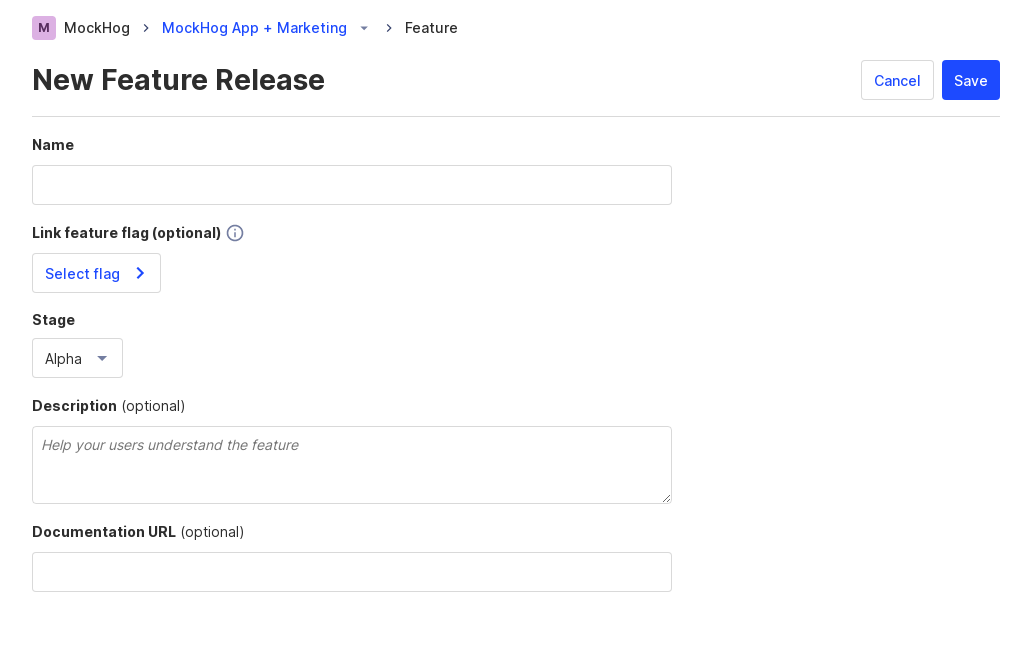 M MockHog MockHog App + Marketing Feature
New Feature Release
Cancel Save
Name
Link feature flag (optional)
Select flag
Stage
Alpha
Description (optional)
Help your users understand the feature
Documentation URL (optional)